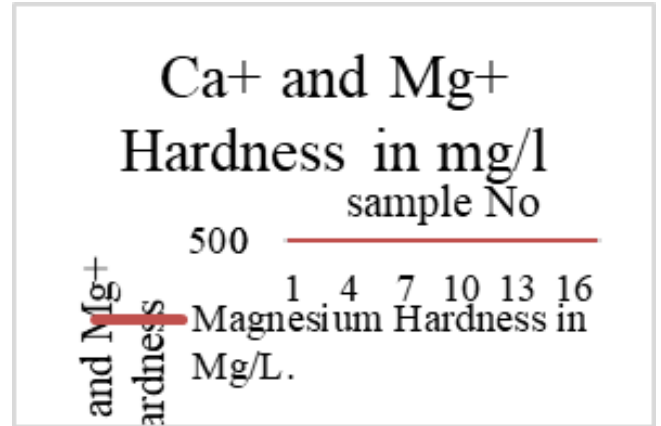 Ca+ and Mg+
Hardness in mg/l
sample No
500
1 4 7 10 13 16
and Mg+
Magnesium Hardness in
Mg/L.